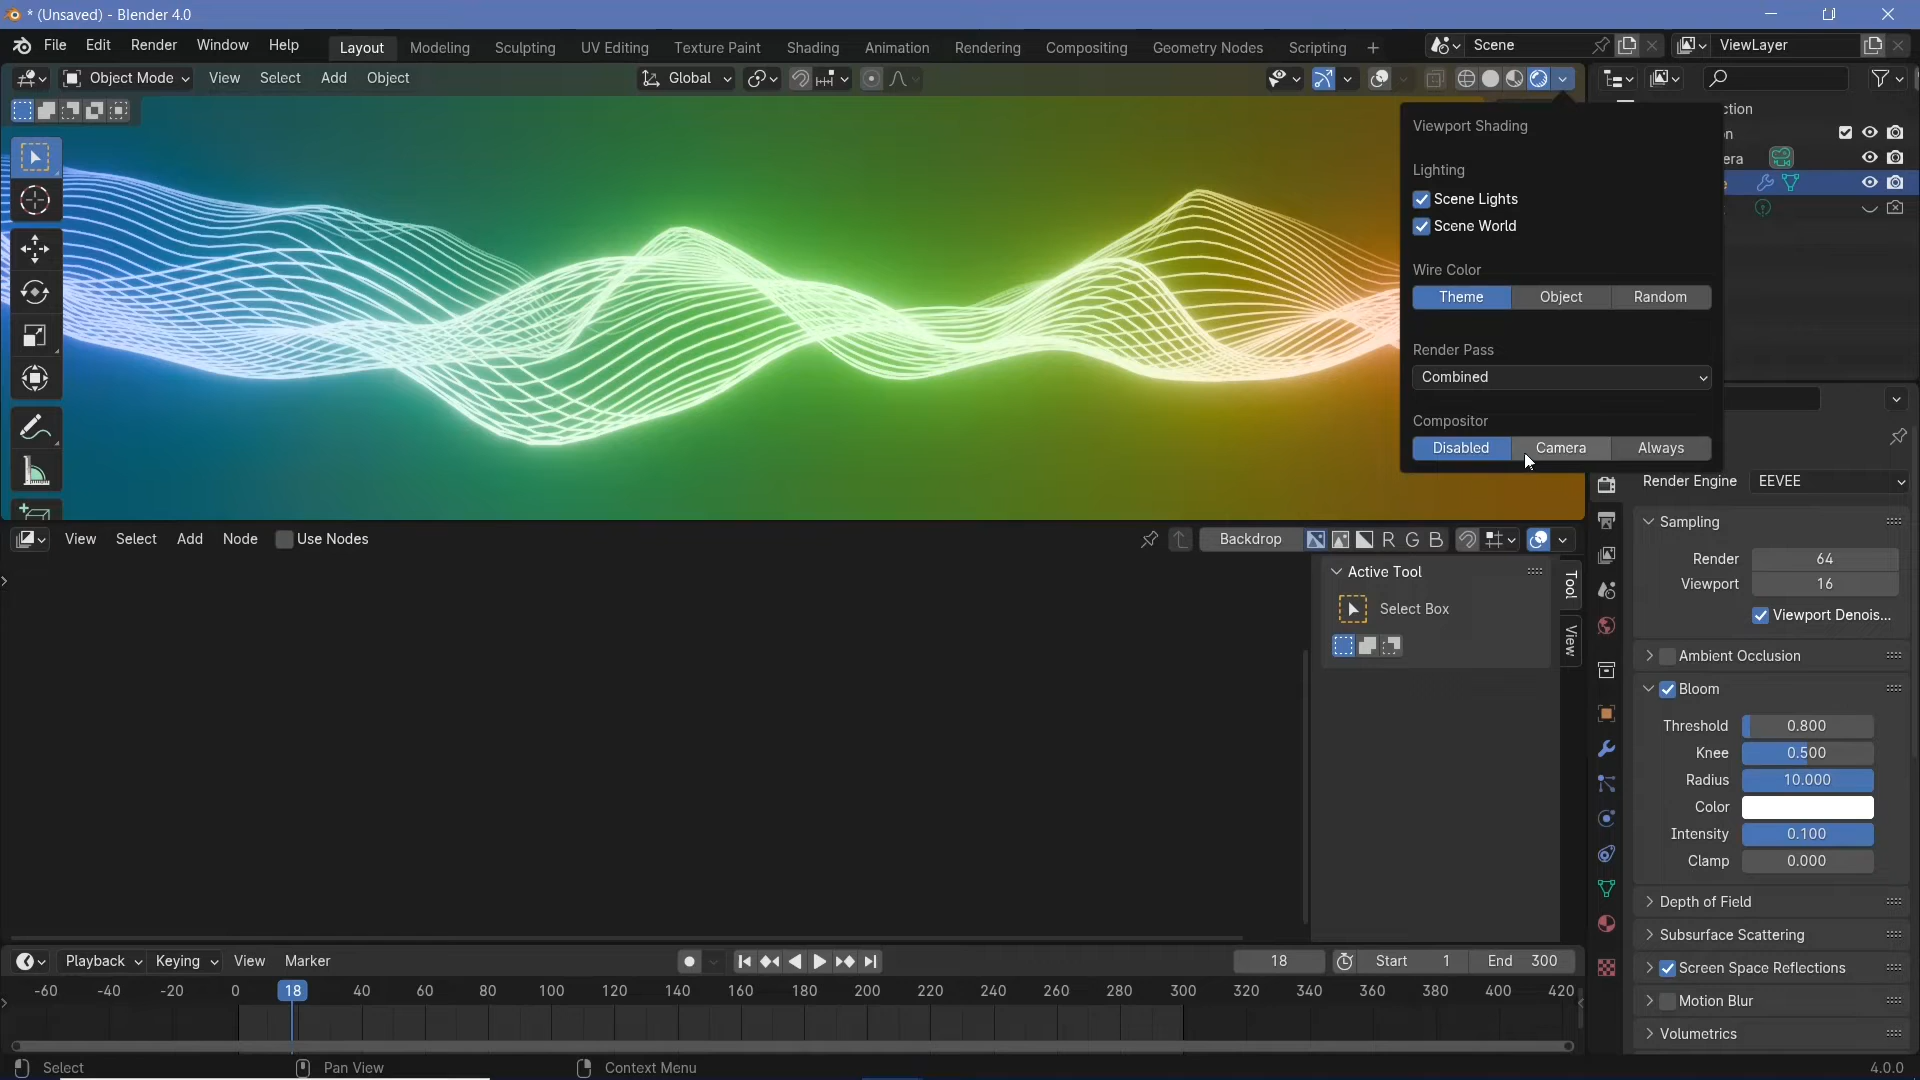 * (Unsaved) - Blender 4.0
File Edit Render Window Help
Layout Modeling Sculpting UV Editing Texture Paint Shading Animation Rendering Compositing Geometry Nodes Scripting
Scene
ViewLayer
Object Mode View Select Add Object
Global
ction
n
era
e
Viewport Shading
Lighting
Scene Lights
Scene World
Wire Color
Theme Object Random
Render Pass
Combined
Compositor
Disabled Camera Always
View Select Add Node Use Nodes
Backdrop
R G B
Active Tool
Select Box
Tool
View
Render Engine EEVEE
Sampling
Render 64
Viewport 16
Viewport Denois...
Ambient Occlusion
Bloom
Threshold 0.800
Knee 0.500
Radius 10.000
Color
Intensity 0.100
Clamp 0.000
Depth of Field
Subsurface Scattering
Screen Space Reflections
Motion Blur
Volumetrics
Playback Keying View Marker
18
Start 1
End 300
-60 -40 -20 0 18 40 60 80 100 120 140 160 180 200 220 240 260 280 300 320 340 360 380 400 420
Select Pan View Context Menu
4.0.0